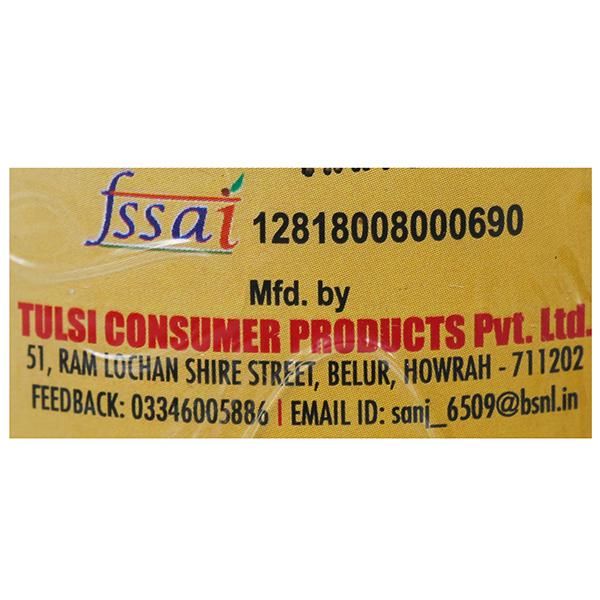 fssai 12818008000690
Mfd. by
TULSI CONSUMER PRODUCTS Pvt. Ltd.
51, RAM LOCHAN SHIRE STREET, BELUR, HOWRAH - 711202
FEEDBACK: 03346005886 | EMAIL ID: sanj_6509@bsnl.in